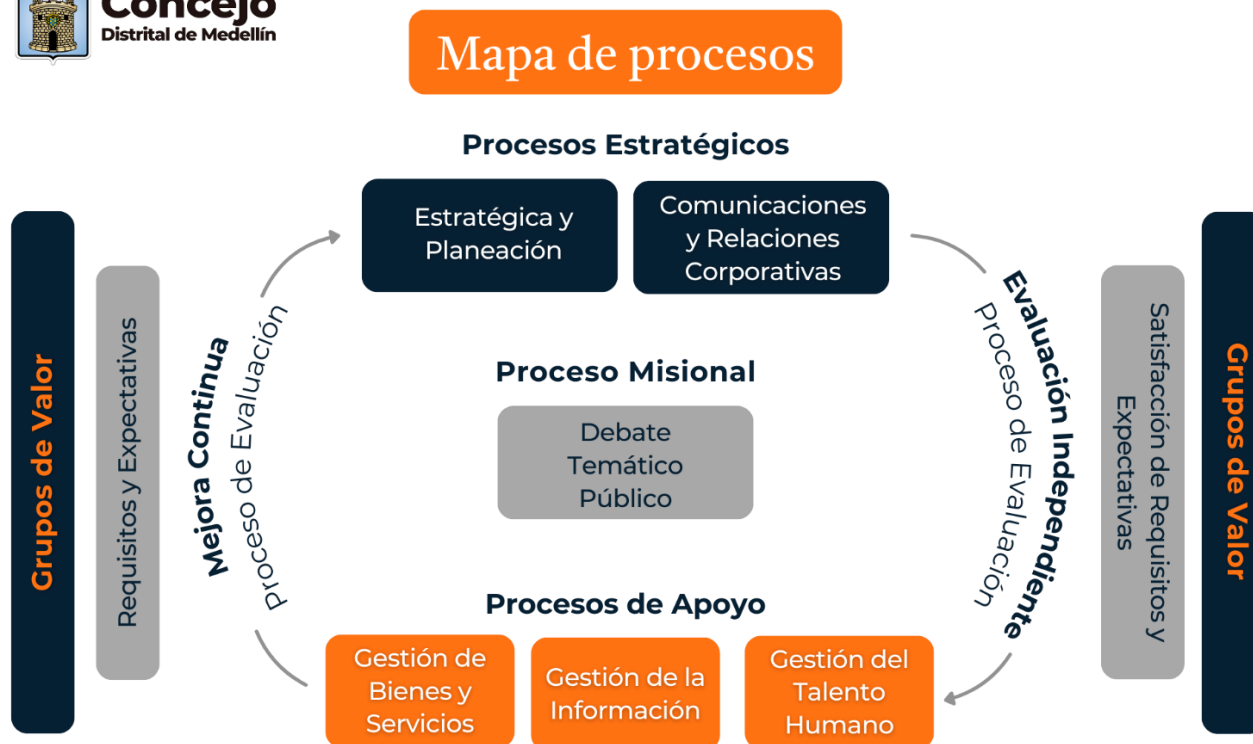 Concejo
Distrital de Medellín
Mapa de procesos
Procesos Estratégicos
Estratégica y
Planeación
Comunicaciones
y Relaciones
Corporativas
Grupos de Valor
Requisitos y Expectativas
Mejora Continua
Proceso de Evaluación
Proceso Misional
Debate
Temático
Público
Evaluación Independiente
Proceso de Evaluación
Satisfacción de Requisitos y
Expectativas
Grupos de Valor
Procesos de Apoyo
Gestión de
Bienes y
Servicios
Gestión de la
Información
Gestión del
Talento
Humano